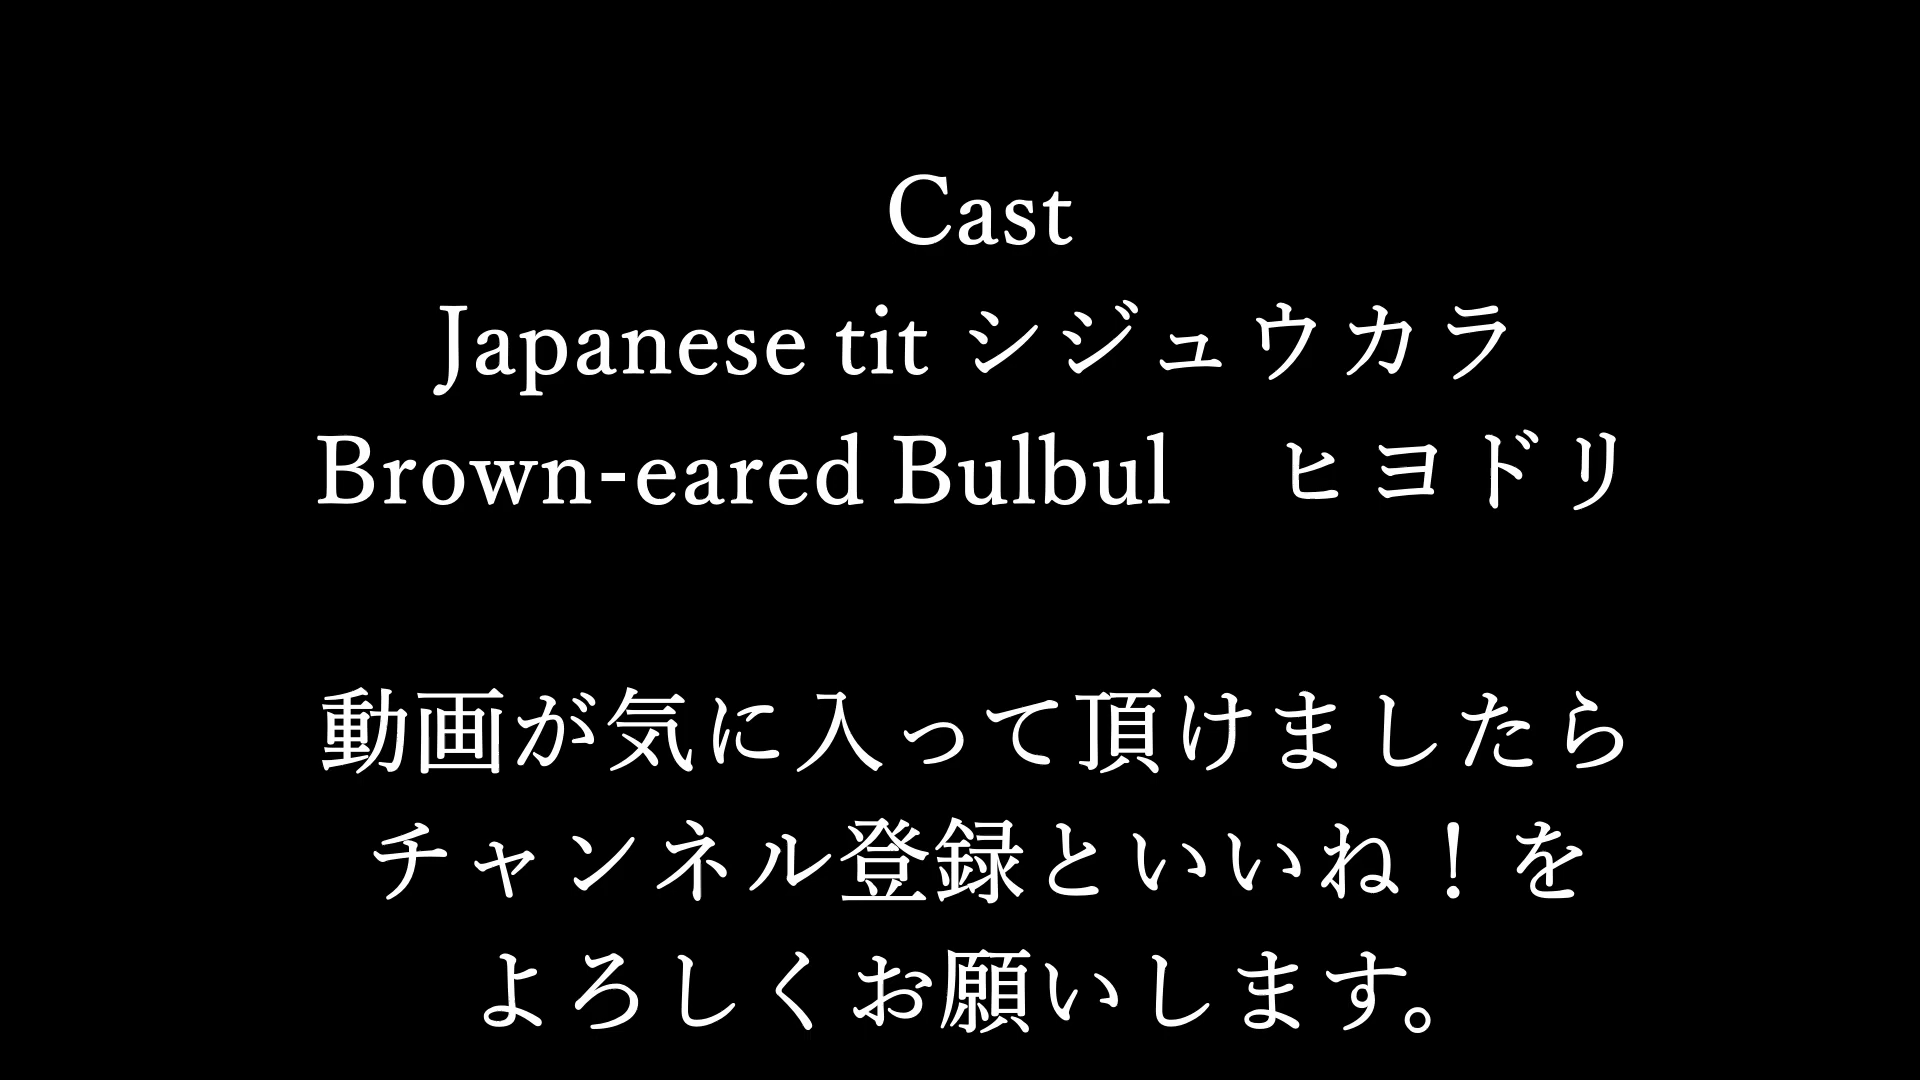 Cast
Japanese tit シジュウカラ
Brown-eared Bulbul　ヒヨドリ
動画が気に入って頂けましたら
チャンネル登録といいね！を
よろしくお願いします。